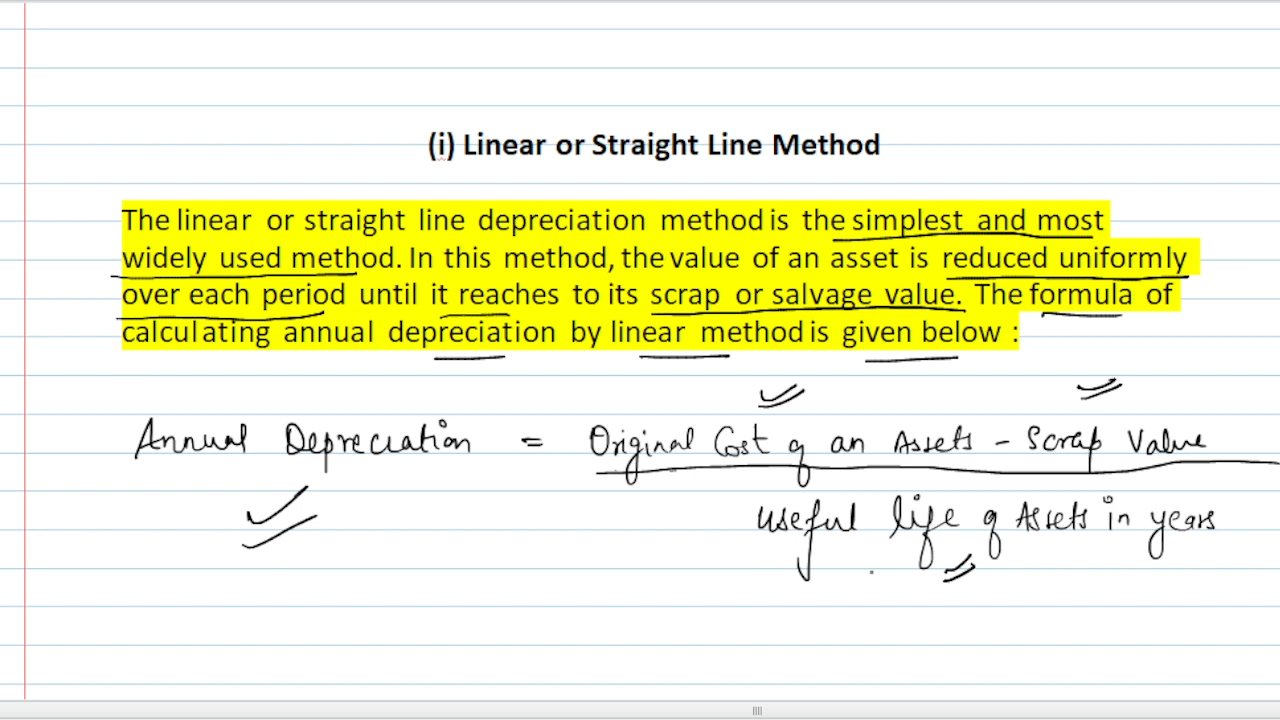 (i) Linear or Straight Line Method
The linear or straight line depreciation method is the simplest and most
widely used method. In this method, the value of an asset is reduced uniformly
over each period until it reaches to its scrap or salvage value. The formula of
calculating annual depreciation by linear method is given below :
Annual Depreciation = Original Cost of an Assets - Scrap Value
useful life of Assets in years